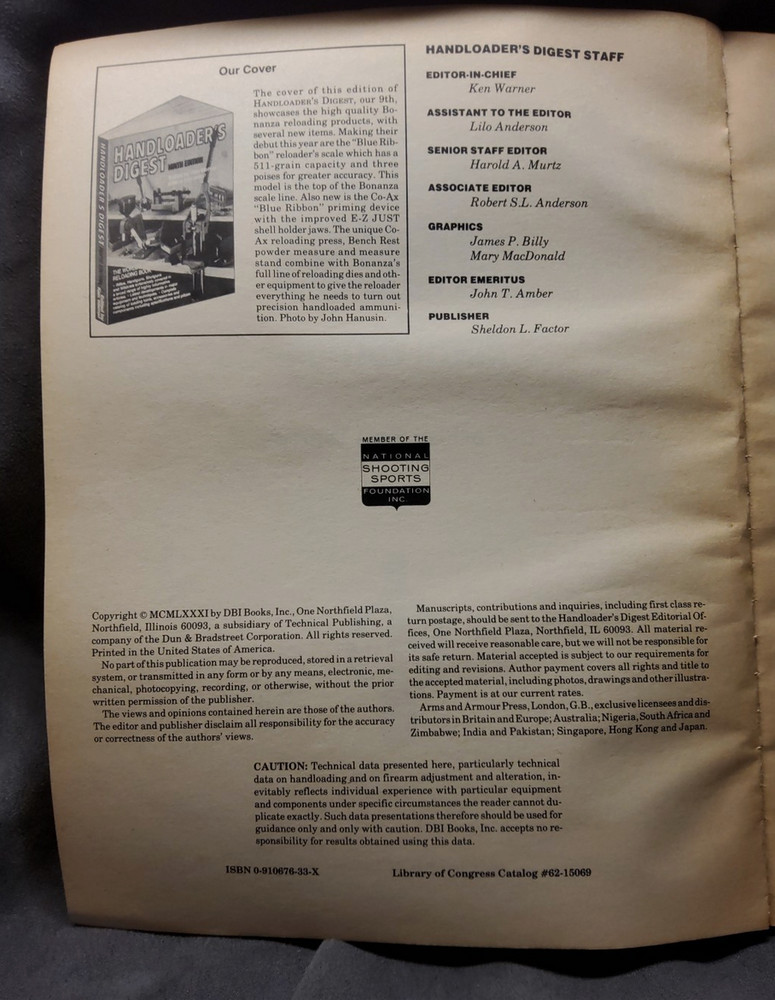 Our Cover
HANDLOADER'S
DIGEST
NINTH EDITION
HANDLOADER'S DIGEST
The cover of this edition of
HANDLOADER'S DIGEST, our 9th,
showcases the high quality Bo-
nanza reloading products, with
several new items. Making their
debut this year are the "Blue Rib-
bon" reloader's scale which has a
511-grain capacity and three
poises for greater accuracy. This
model is the top of the Bonanza
scale line. Also new is the Co-Ax
"Blue Ribbon" priming device
with the improved E-Z JUST
shell holder jaws. The unique Co-
Ax reloading press, Bench Rest
powder measure and measure
stand combine with Bonanza's
full line of reloading dies and oth-
er equipment to give the reloader
everything he needs to turn out
precision handloaded ammuni-
tion. Photo by John Hanusin.
HANDLOADER'S DIGEST STAFF
EDITOR-IN-CHIEF
Ken Warner
ASSISTANT TO THE EDITOR
Lilo Anderson
SENIOR STAFF EDITOR
Harold A. Murtz
ASSOCIATE EDITOR
Robert S.L. Anderson
GRAPHICS
James P. Billy
Mary MacDonald
EDITOR EMERITUS
John T. Amber
PUBLISHER
Sheldon L. Factor
MEMBER OF THE
NATIONAL
SHOOTING
SPORTS
FOUNDATION
INC.
Copyright © MCMLXXXI by DBI Books, Inc., One Northfield Plaza,
Northfield, Illinois 60093, a subsidiary of Technical Publishing, a
company of the Dun & Bradstreet Corporation. All rights reserved.
Printed in the United States of America.
No part of this publication may be reproduced, stored in a retrieval
system, or transmitted in any form or by any means, electronic, me-
chanical, photocopying, recording, or otherwise, without the prior
written permission of the publisher.
The views and opinions contained herein are those of the authors.
The editor and publisher disclaim all responsibility for the accuracy
or correctness of the authors' views.
Manuscripts, contributions and inquiries, including first class re-
turn postage, should be sent to the Handloader's Digest Editorial Of-
fices, One Northfield Plaza, Northfield, IL 60093. All material re-
ceived will receive reasonable care, but we will not be responsible for
its safe return. Material accepted is subject to our requirements for
editing and revisions. Author payment covers all rights and title to
the accepted material, including photos, drawings and other illustra-
tions. Payment is at our current rates.
Arms and Armour Press, London, G.B., exclusive licensees and dis-
tributors in Britain and Europe; Australia; Nigeria, South Africa and
Zimbabwe; India and Pakistan; Singapore, Hong Kong and Japan.
CAUTION: Technical data presented here, particularly technical
data on handloading and on firearm adjustment and alteration, in-
evitably reflects individual experience with particular equipment
and components under specific circumstances the reader cannot du-
plicate exactly. Such data presentations therefore should be used for
guidance only and only with caution. DBI Books, Inc. accepts no re-
sponsibility for results obtained using this data.
ISBN 0-910676-33-X
Library of Congress Catalog #62-15069